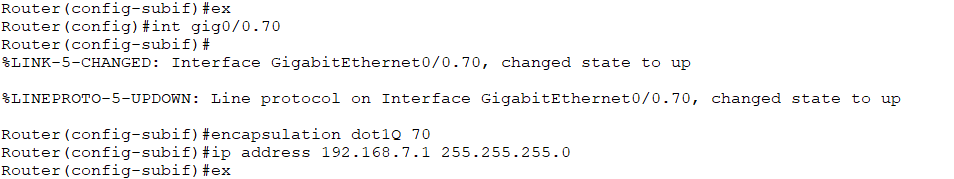 Router(config-subif)#ex
Router(config)#int gig0/0.70
Router(config-subif)#
%LINK-5-CHANGED: Interface GigabitEthernet0/0.70, changed state to up
%LINEPROTO-5-UPDOWN: Line protocol on Interface GigabitEthernet0/0.70, changed state to up
Router(config-subif)#encapsulation dot1Q 70
Router(config-subif)#ip address 192.168.7.1 255.255.255.0
Router(config-subif)#ex